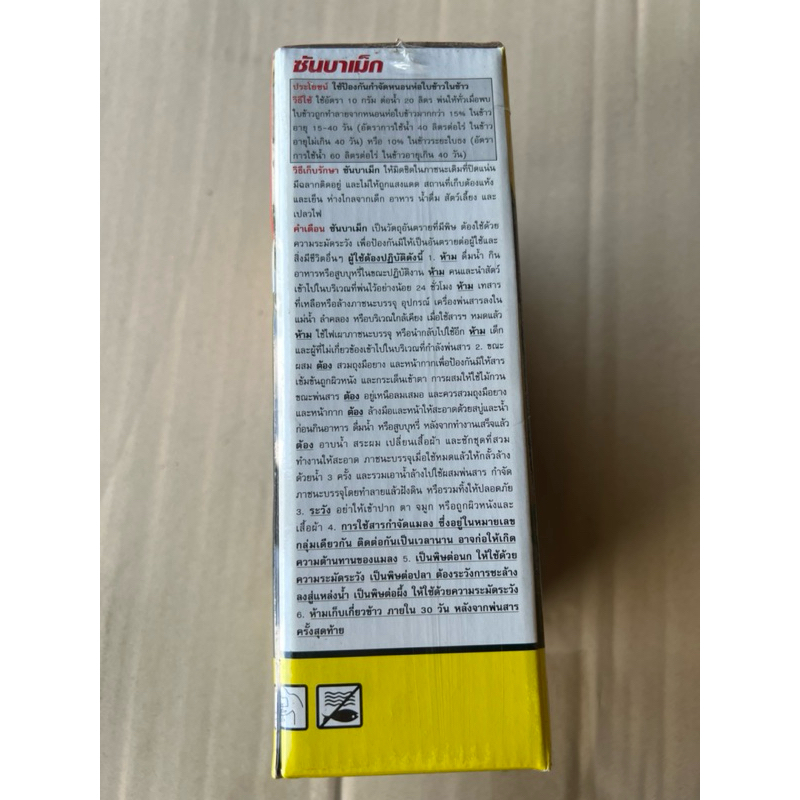 ซันบาเม็ก
ประโยชน์ ใช้ป้องกันกำจัดหนอนห่อใบข้าวในข้าว
วิธีใช้ ใช้อัตรา 10 กรัม ต่อน้ำ 20 ลิตร พ่นให้ทั่วเมื่อพบ
ใบข้าวถูกทำลายจากหนอนห่อใบข้าวมากกว่า 15% ในข้าว
อายุ 15-40 วัน (อัตราการใช้น้ำ 40 ลิตรต่อไร่ ในข้าว
อายุไม่เกิน 40 วัน) หรือ 10% ในข้าวระยะใบธง (อัตรา
การใช้น้ำ 60 ลิตรต่อไร่ ในข้าวอายุเกิน 40 วัน)
วิธีเก็บรักษา ซันบาเม็ก ให้มิดชิดในภาชนะเดิมที่ปิดแน่น
มีฉลากติดอยู่ และไม่ให้ถูกแสงแดด สถานที่เก็บต้องแห้ง
และเย็น ห่างไกลจากเด็ก อาหาร น้ำดื่ม สัตว์เลี้ยง และ
เปลวไฟ
คำเตือน ซันบาเม็ก เป็นวัตถุอันตรายที่มีพิษ ต้องใช้ด้วย
ความระมัดระวัง เพื่อป้องกันมิให้เป็นอันตรายต่อผู้ใช้และ
สิ่งมีชีวิตอื่นๆ ผู้ใช้ต้องปฏิบัติดังนี้ 1. ห้าม ดื่มน้ำ กิน
อาหารหรือสูบบุหรี่ในขณะปฏิบัติงาน ห้าม คนและนำสัตว์
เข้าไปในบริเวณที่พ่นไว้อย่างน้อย 24 ชั่วโมง ห้าม เทสาร
ที่เหลือหรือล้างภาชนะบรรจุ อุปกรณ์ เครื่องพ่นสารลงใน
แม่น้ำ ลำคลอง หรือบริเวณใกล้เคียง เมื่อใช้สารฯ หมดแล้ว
ห้าม ใช้ไฟเผาภาชนะบรรจุ หรือนำกลับไปใช้อีก ห้าม เด็ก
และผู้ที่ไม่เกี่ยวข้องเข้าไปในบริเวณที่กำลังพ่นสาร 2. ขณะ
ผสม ต้อง สวมถุงมือยาง และหน้ากากเพื่อป้องกันมิให้สาร
เข้มข้นถูกผิวหนัง และกระเด็นเข้าตา การผสมให้ใช้ไม้กวน
ขณะพ่นสาร ต้อง อยู่เหนือลมเสมอ และควรสวมถุงมือยาง
และหน้ากาก ต้อง ล้างมือและหน้าให้สะอาดด้วยสบู่และน้ำ
ก่อนกินอาหาร ดื่มน้ำ หรือสูบบุหรี่ หลังจากทำงานเสร็จแล้ว
ต้อง อาบน้ำ สระผม เปลี่ยนเสื้อผ้า และซักชุดที่สวม
ทำงานให้สะอาด ภาชนะบรรจุเมื่อใช้หมดแล้วให้กลั้วล้าง
ด้วยน้ำ 3 ครั้ง และรวมเอาน้ำล้างไปใช้ผสมพ่นสาร กำจัด
ภาชนะบรรจุโดยทำลายแล้วฝังดิน หรือรวมทิ้งให้ปลอดภัย
3. ระวัง อย่าให้เข้าปาก ตา จมูก หรือถูกผิวหนังและ
เสื้อผ้า 4. การใช้สารกำจัดแมลง ซึ่งอยู่ในหมายเลข
กลุ่มเดียวกัน ติดต่อกันเป็นเวลานาน อาจก่อให้เกิด
ความต้านทานของแมลง 5. เป็นพิษต่อนก ให้ใช้ด้วย
ความระมัดระวัง เป็นพิษต่อปลา ต้องระวังการชะล้าง
ลงสู่แหล่งน้ำ เป็นพิษต่อผึ้ง ให้ใช้ด้วยความระมัดระวัง
6. ห้ามเก็บเกี่ยวข้าว ภายใน 30 วัน หลังจากพ่นสาร
ครั้งสุดท้าย